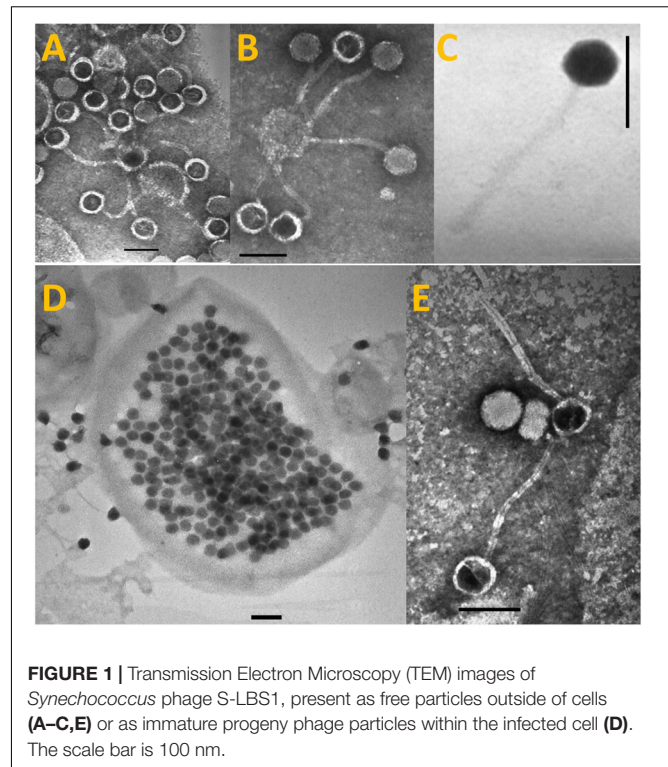 A
B
C
D
E
FIGURE 1 | Transmission Electron Microscopy (TEM) images of
Synechococcus phage S-LBS1, present as free particles outside of cells
(A–C,E) or as immature progeny phage particles within the infected cell (D).
The scale bar is 100 nm.